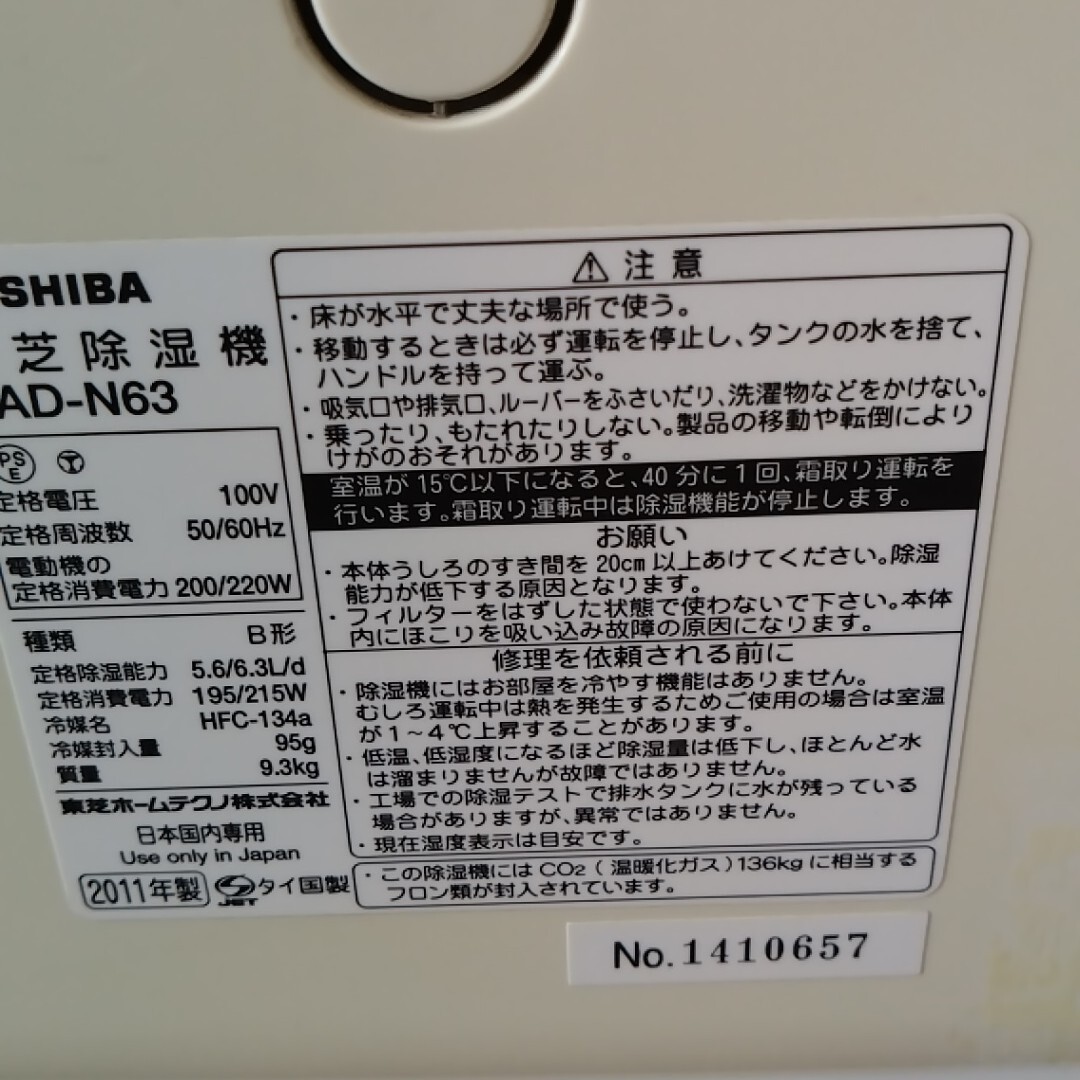 SHIBA
芝除湿機
AD-N63
PS
E
定格電圧 100V
定格周波数 50/60Hz
電動機の
定格消費電力 200/220W
種類 B形
定格除湿能力 5.6/6.3L/d
定格消費電力 195/215W
冷媒名 HFC-134a
冷媒封入量 95g
質量 9.3kg
東芝ホームテクノ株式会社
日本国内専用
Use only in Japan
2011年製 JET タイ国製
注意
・床が水平で丈夫な場所で使う。
・移動するときは必ず運転を停止し、タンクの水を捨て、
ハンドルを持って運ぶ。
・吸気口や排気口、ルーバーをふさいだり、洗濯物などをかけない。
・乗ったり、もたれたりしない。製品の移動や転倒により
けがのおそれがあります。
室温が15℃以下になると、40分に1回、霜取り運転を
行います。霜取り運転中は除湿機能が停止します。
お願い
・本体うしろのすき間を20cm以上あけてください。除湿
能力が低下する原因となります。
・フィルターをはずした状態で使わないで下さい。本体
内にほこりを吸い込み故障の原因になります。
修理を依頼される前に
・除湿機にはお部屋を冷やす機能はありません。
むしろ運転中は熱を発生するためご使用の場合は室温
が1~4℃上昇することがあります。
・低温、低湿度になるほど除湿量は低下し、ほとんど水
は溜まりませんが故障ではありません。
・工場での除湿テストで排水タンクに水が残っている
場合がありますが、異常ではありません。
・現在湿度表示は目安です。
・この除湿機にはCO2(温暖化ガス)136kgに相当する
フロン類が封入されています。
No.1410657